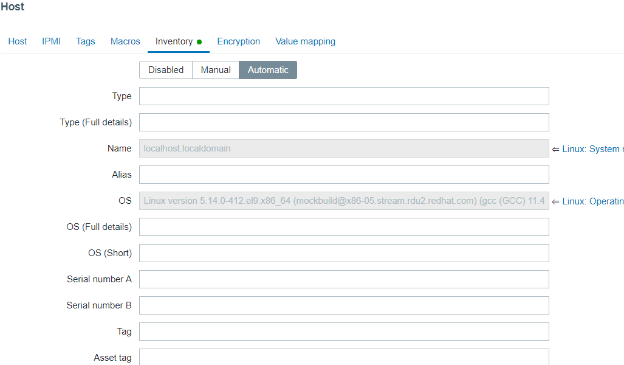 Host
Host IPMI Tags Macros Inventory Encryption Value mapping
Disabled Manual Automatic
Type
Type (Full details)
Name localhost.localdomain ⇐ Linux: System
Alias
OS Linux version 5.14.0-412.el9.x86_64 (mockbuild@x86-05.stream.rdu2.redhat.com) (gcc (GCC) 11.4 ⇐ Linux: Operatin
OS (Full details)
OS (Short)
Serial number A
Serial number B
Tag
Asset tag